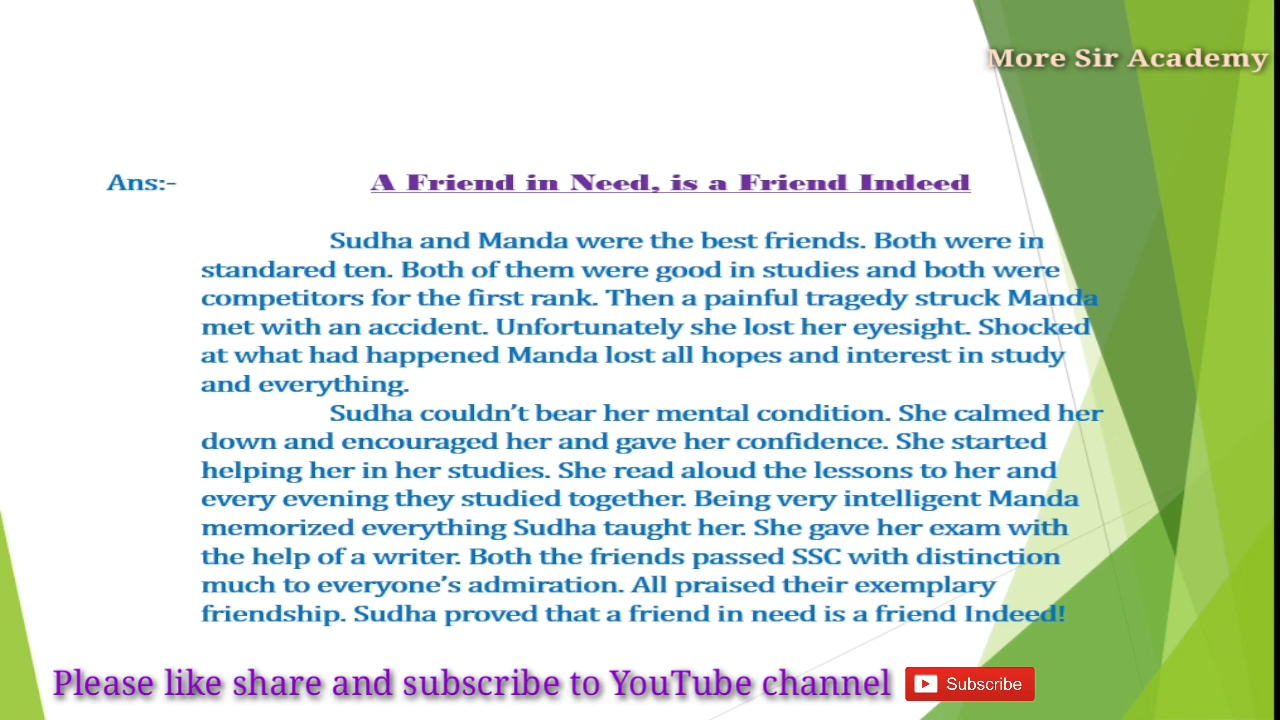 More Sir Academy
Ans:- A Friend in Need, is a Friend Indeed
Sudha and Manda were the best friends. Both were in
standared ten. Both of them were good in studies and both were
competitors for the first rank. Then a painful tragedy struck Manda
met with an accident. Unfortunately she lost her eyesight. Shocked
at what had happened Manda lost all hopes and interest in study
and everything.
Sudha couldn't bear her mental condition. She calmed her
down and encouraged her and gave her confidence. She started
helping her in her studies. She read aloud the lessons to her and
every evening they studied together. Being very intelligent Manda
memorized everything Sudha taught her. She gave her exam with
the help of a writer. Both the friends passed SSC with distinction
much to everyone's admiration. All praised their exemplary
friendship. Sudha proved that a friend in need is a friend Indeed!
Please like share and subscribe to YouTube channel Subscribe